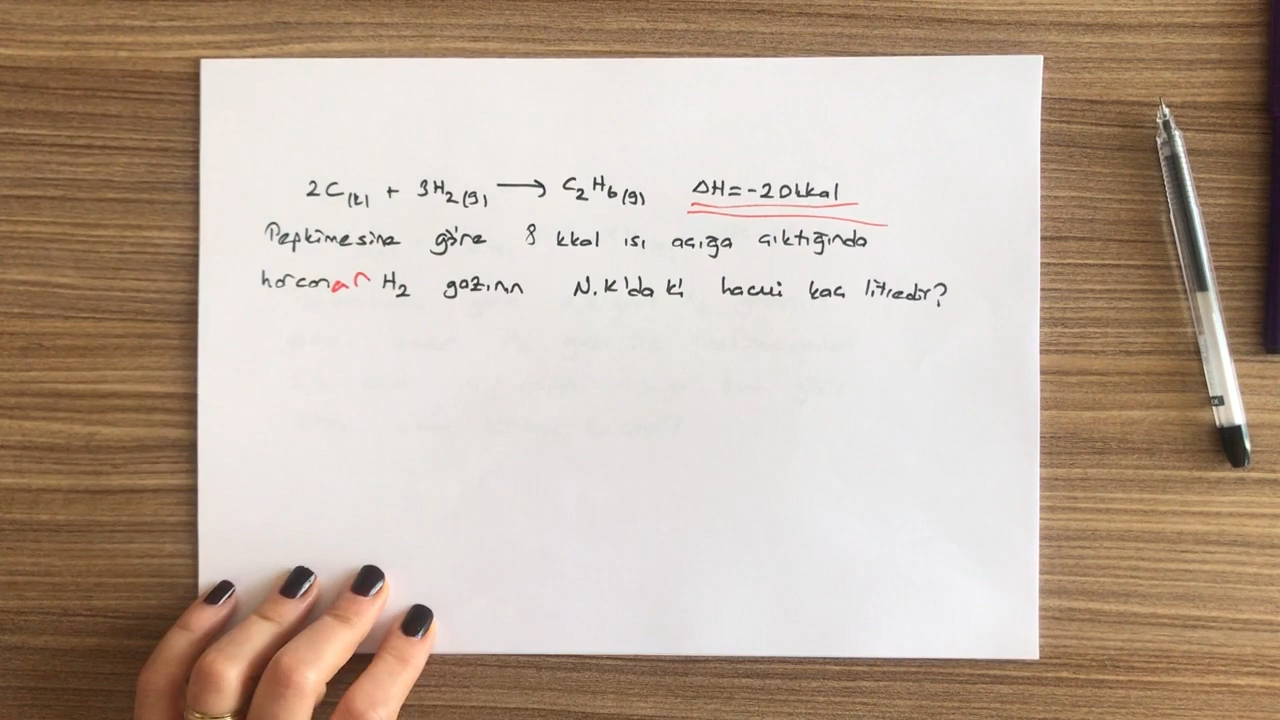 2C(k) + 3H2(g) → C2H6(g) ΔH=-20kkal
Tepkimesine göre 8 kkal ısı açığa çıktığında
harcanan H2 gazının N.K'daki hacmi kaç litredir?